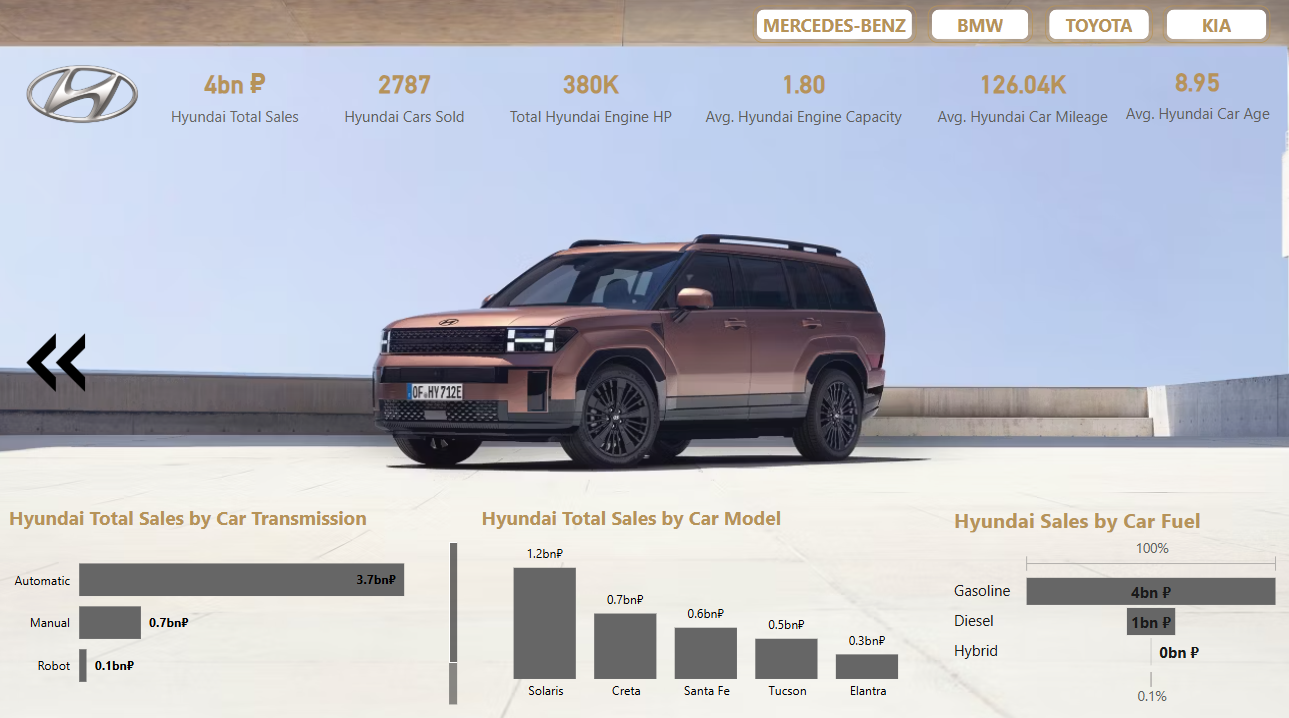 MERCEDES-BENZ BMW TOYOTA KIA
4bn ₽ 2787 380K 1.80 126.04K 8.95
Hyundai Total Sales Hyundai Cars Sold Total Hyundai Engine HP Avg. Hyundai Engine Capacity Avg. Hyundai Car Mileage Avg. Hyundai Car Age
OF HY 712E
Hyundai Total Sales by Car Transmission
Automatic 3.7bn₽
Manual 0.7bn₽
Robot 0.1bn₽
Hyundai Total Sales by Car Model
1.2bn₽ 0.7bn₽ 0.6bn₽ 0.5bn₽ 0.3bn₽
Solaris Creta Santa Fe Tucson Elantra
Hyundai Sales by Car Fuel
100%
Gasoline 4bn ₽
Diesel 1bn ₽
Hybrid 0bn ₽
0.1%